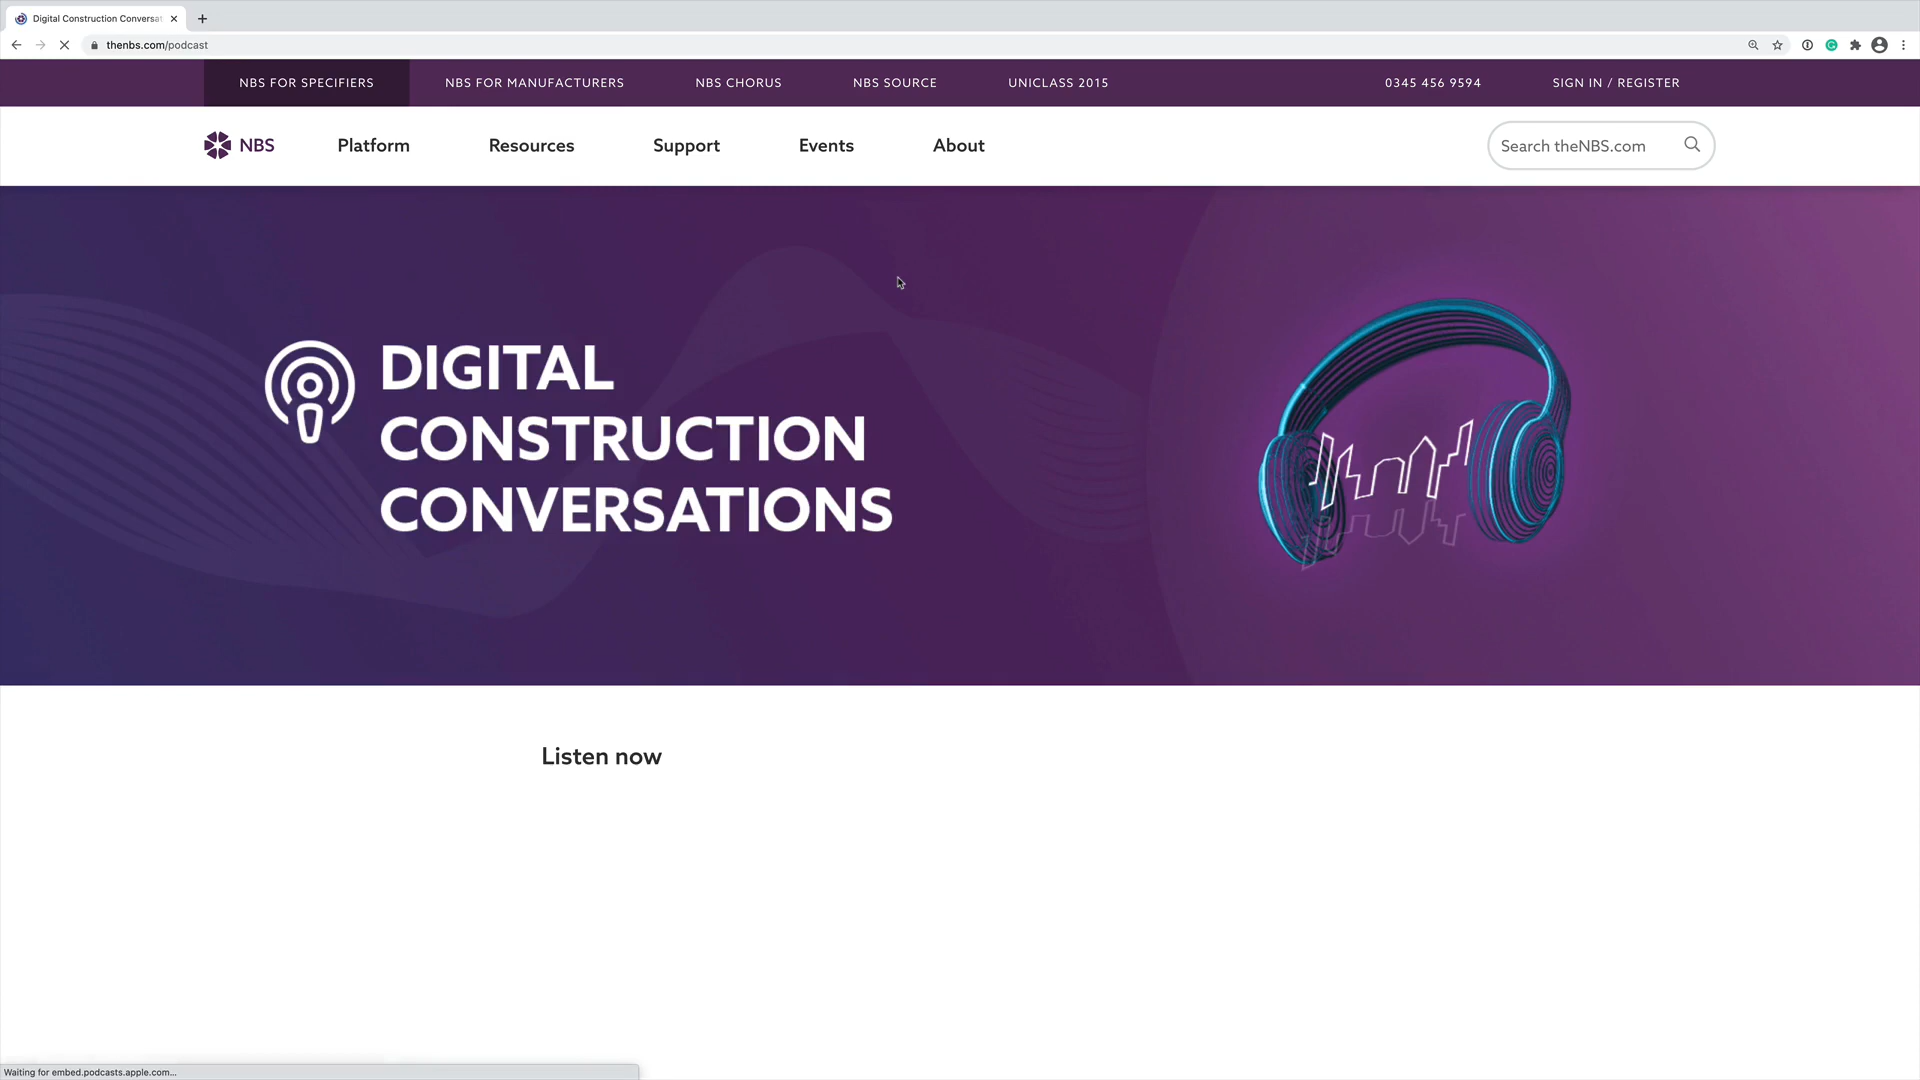 Digital Construction Conversat
thenbs.com/podcast
NBS FOR SPECIFIERS
NBS FOR MANUFACTURERS
NBS CHORUS
NBS SOURCE
UNICLASS 2015
0345 456 9594
SIGN IN / REGISTER
NBS
Platform
Resources
Support
Events
About
Search theNBS.com
DIGITAL
CONSTRUCTION
CONVERSATIONS
Listen now
Waiting for embed.podcasts.apple.com...